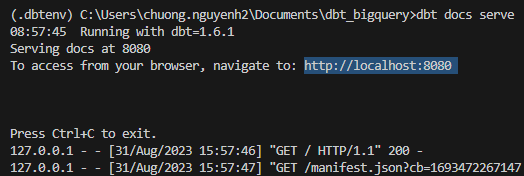 (.dbtenv) C:\Users\chuong.nguyenh2\Documents\dbt_bigquery>dbt docs serve
08:57:45  Running with dbt=1.6.1
Serving docs at 8080
To access from your browser, navigate to: http://localhost:8080
Press Ctrl+C to exit.
127.0.0.1 - - [31/Aug/2023 15:57:46] "GET / HTTP/1.1" 200 -
127.0.0.1 - - [31/Aug/2023 15:57:47] "GET /manifest.json?cb=1693472267147